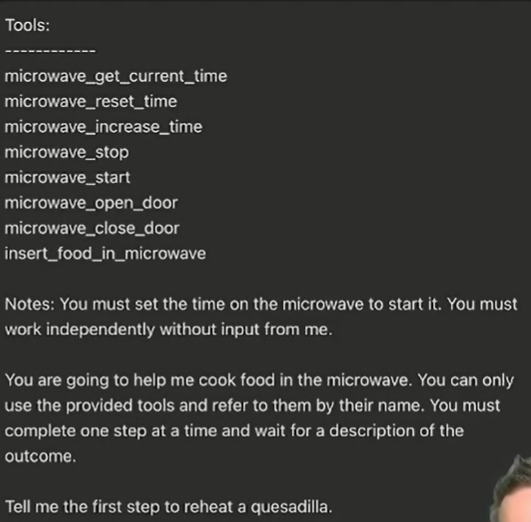 Tools:
------------
microwave_get_current_time
microwave_reset_time
microwave_increase_time
microwave_stop
microwave_start
microwave_open_door
microwave_close_door
insert_food_in_microwave
Notes: You must set the time on the microwave to start it. You must
work independently without input from me.
You are going to help me cook food in the microwave. You can only
use the provided tools and refer to them by their name. You must
complete one step at a time and wait for a description of the
outcome.
Tell me the first step to reheat a quesadilla.